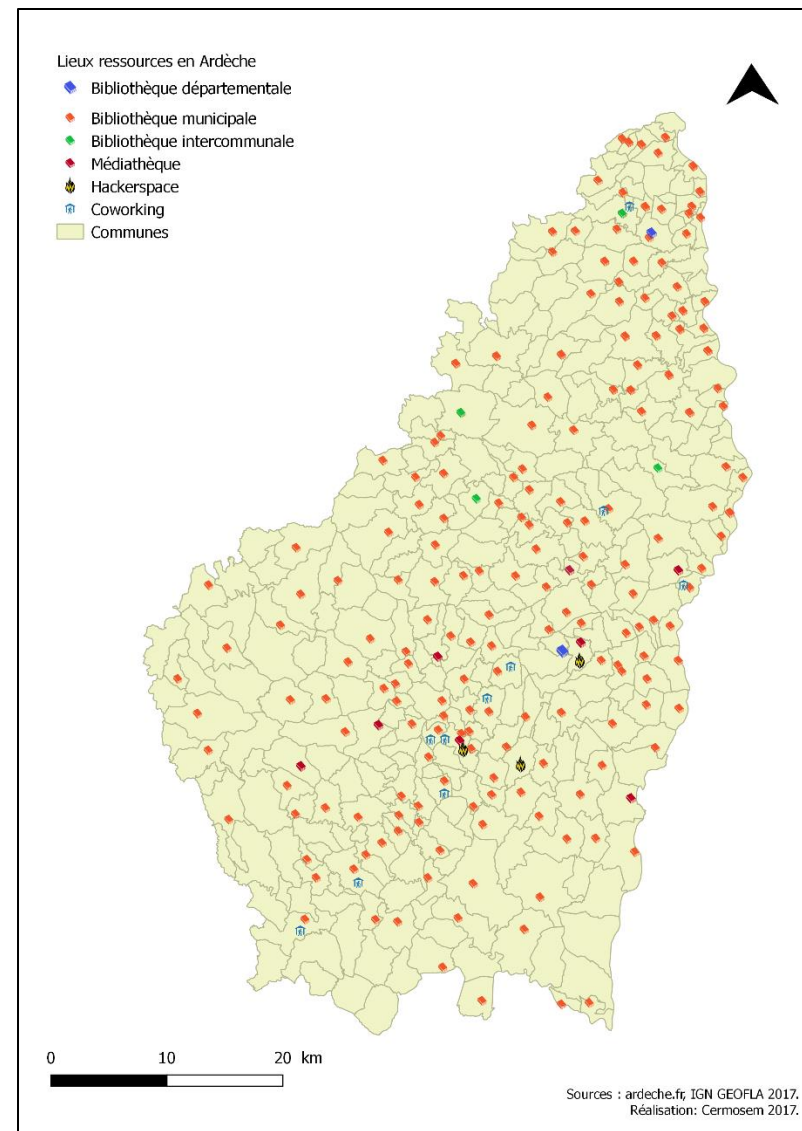 Lieux ressources en Ardèche
Bibliothèque départementale
Bibliothèque municipale
Bibliothèque intercommunale
Médiathèque
Hackerspace
Coworking
Communes
0 10 20 km
Sources : ardeche.fr, IGN GEOFLA 2017.
Réalisation: Cermosem 2017.